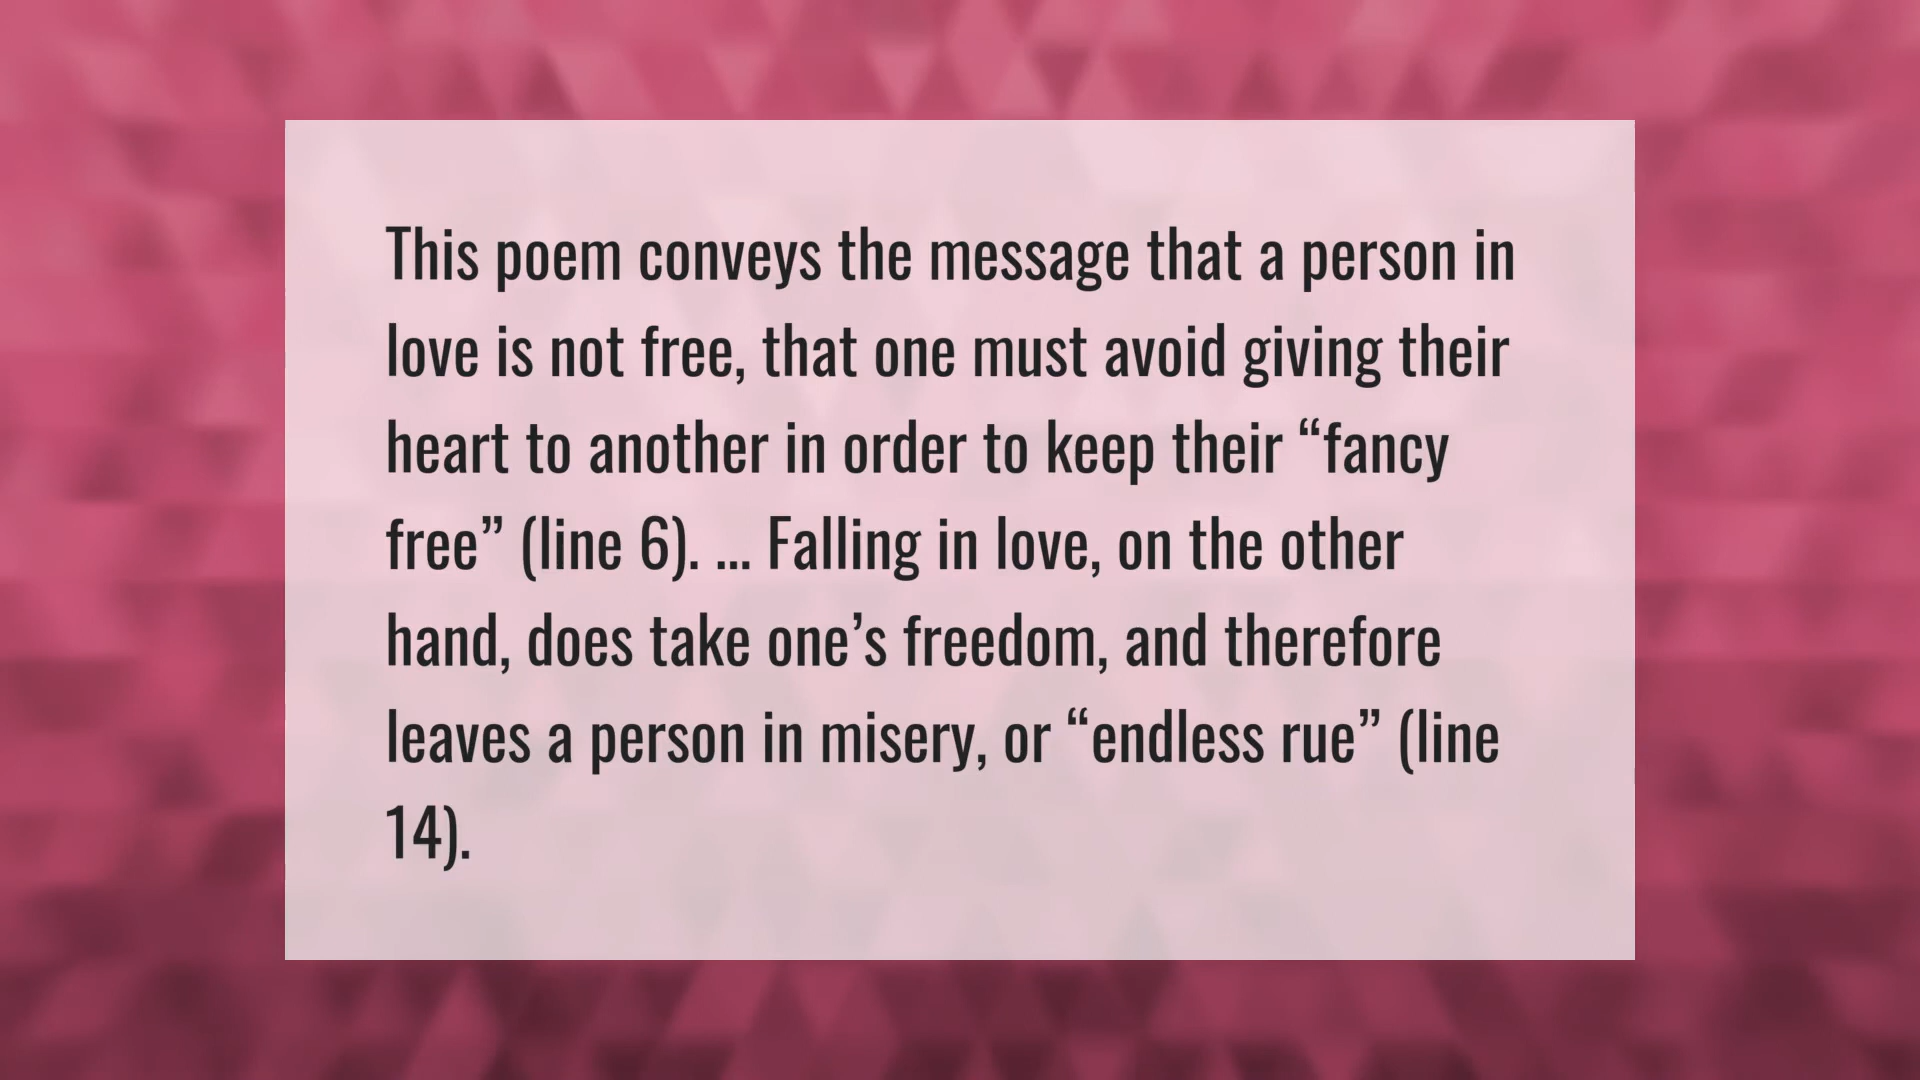 This poem conveys the message that a person in
love is not free, that one must avoid giving their
heart to another in order to keep their “fancy
free” (line 6). ... Falling in love, on the other
hand, does take one’s freedom, and therefore
leaves a person in misery, or “endless rue” (line
14).